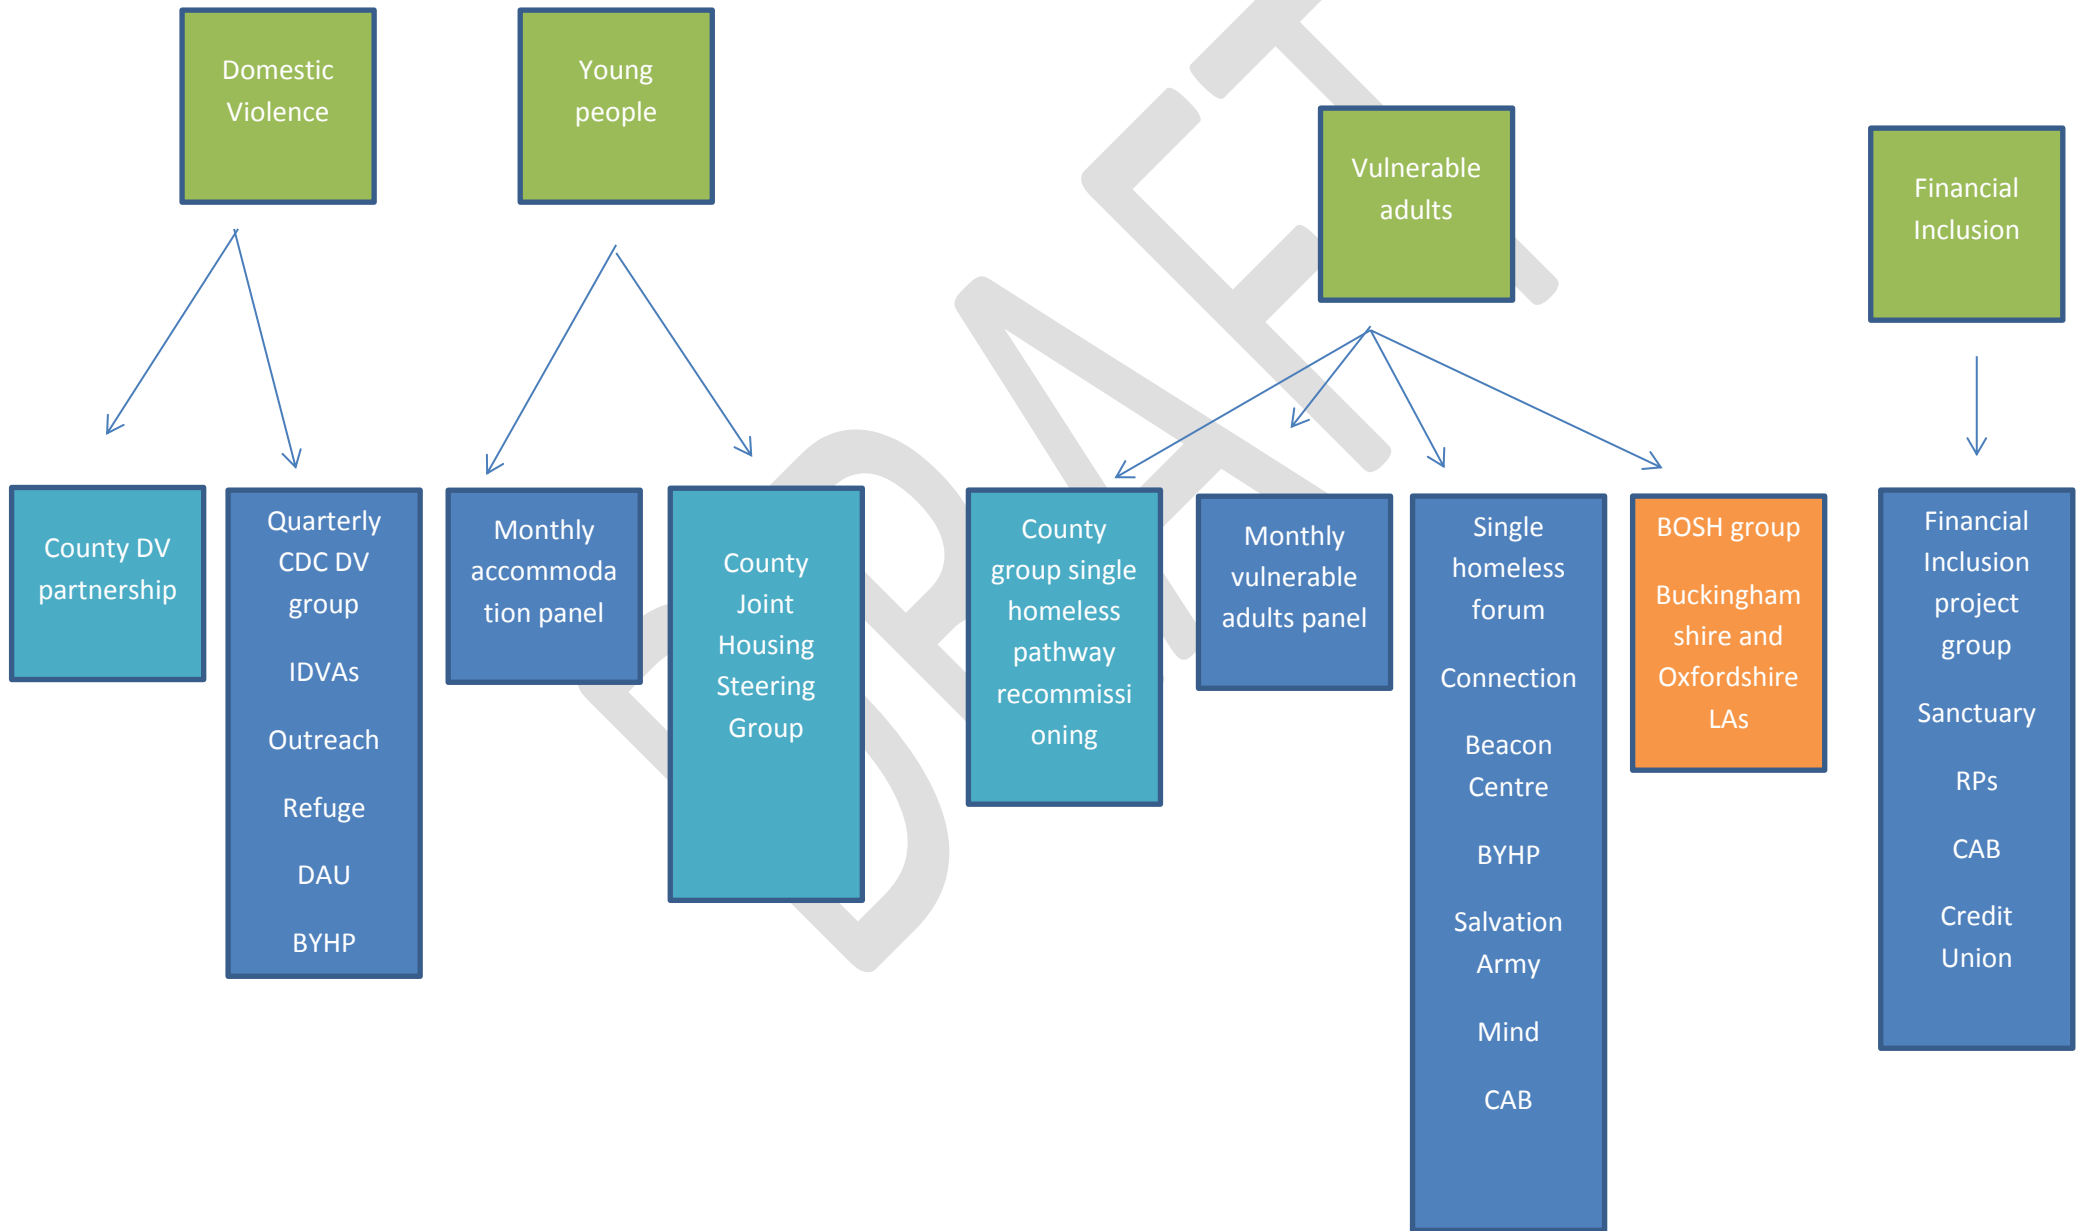 Domestic
Violence
Young
people
Vulnerable
adults
Financial
Inclusion
County DV
partnership
Quarterly
CDC DV
group
IDVAs
Outreach
Refuge
DAU
BYHP
Monthly
accommoda
tion panel
County
Joint
Housing
Steering
Group
County
group single
homeless
pathway
recommissi
oning
Monthly
vulnerable
adults panel
Single
homeless
forum
Connection
Beacon
Centre
BYHP
Salvation
Army
Mind
CAB
BOSH group
Buckingham
shire and
Oxfordshire
LAs
Financial
Inclusion
project
group
Sanctuary
RPs
CAB
Credit
Union
DRAFT